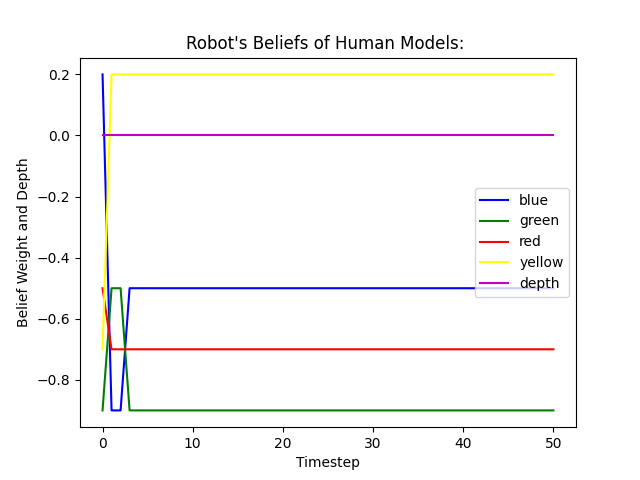 Robot's Beliefs of Human Models:
Belief Weight and Depth
0.2
0.0
−0.2
−0.4
−0.6
−0.8
blue
green
red
yellow
depth
0 10 20 30 40 50
Timestep